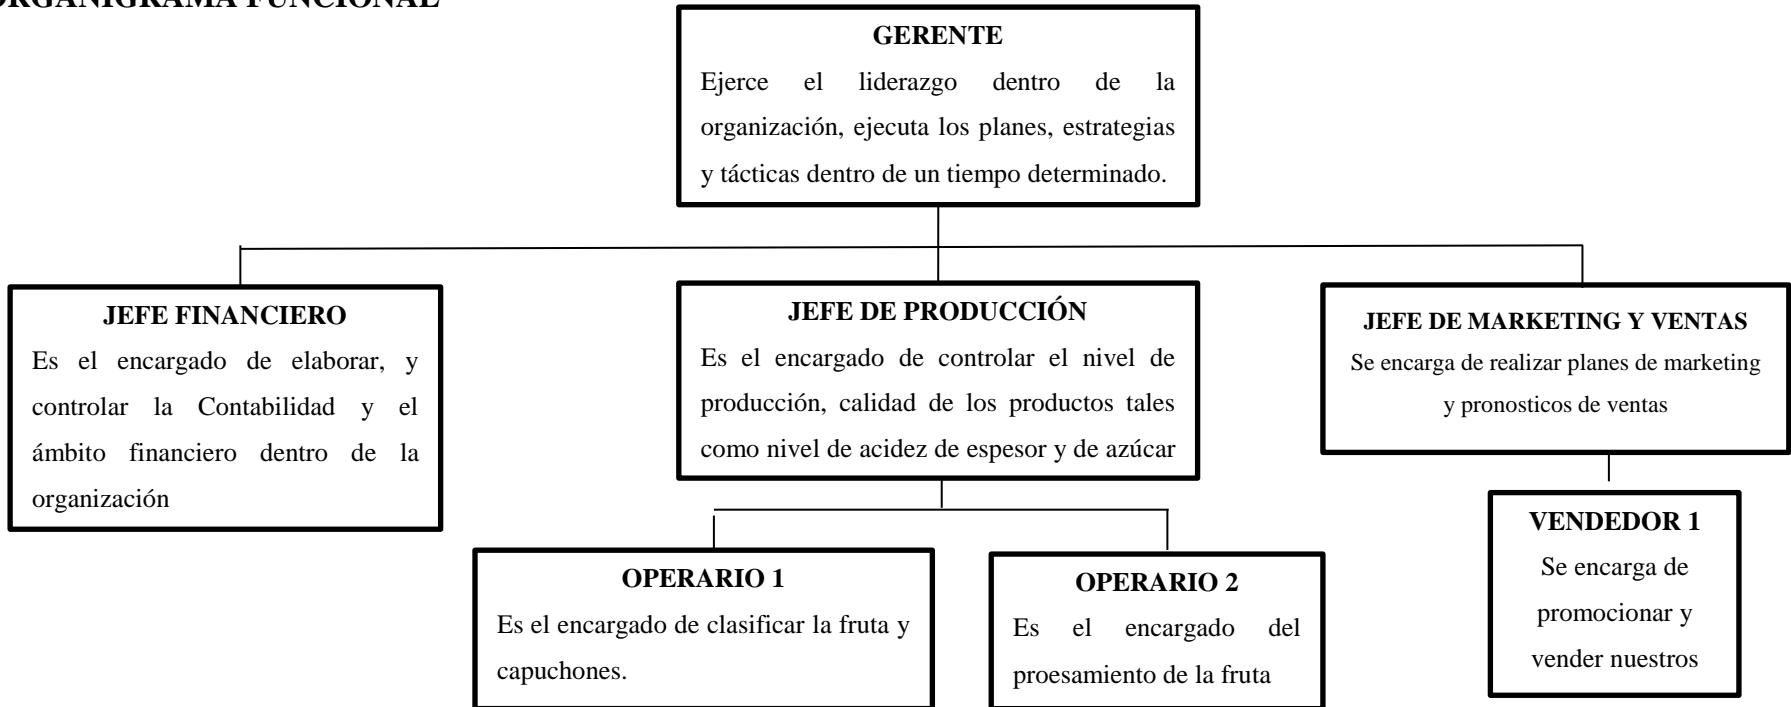 ORGANIGRAMA FUNCIONAL
GERENTE
Ejerce el liderazgo dentro de la
organización, ejecuta los planes, estrategias
y tácticas dentro de un tiempo determinado.
JEFE FINANCIERO
Es el encargado de elaborar, y
controlar la Contabilidad y el
ámbito financiero dentro de la
organización
JEFE DE PRODUCCIÓN
Es el encargado de controlar el nivel de
producción, calidad de los productos tales
como nivel de acidez de espesor y de azúcar
JEFE DE MARKETING Y VENTAS
Se encarga de realizar planes de marketing
y pronosticos de ventas
OPERARIO 1
Es el encargado de clasificar la fruta y
capuchones.
OPERARIO 2
Es el encargado del
proesamiento de la fruta
VENDEDOR 1
Se encarga de
promocionar y
vender nuestros